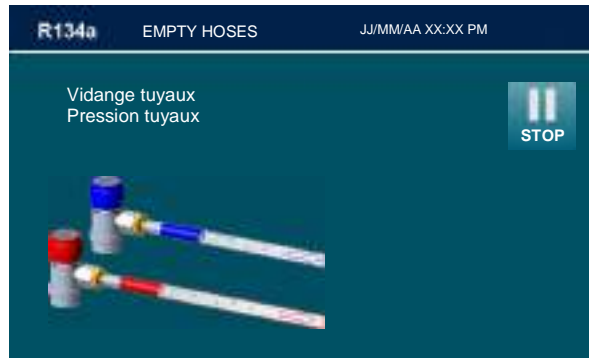 R134a EMPTY HOSES JJ/MM/AA XX:XX PM
Vidange tuyaux
Pression tuyaux
STOP